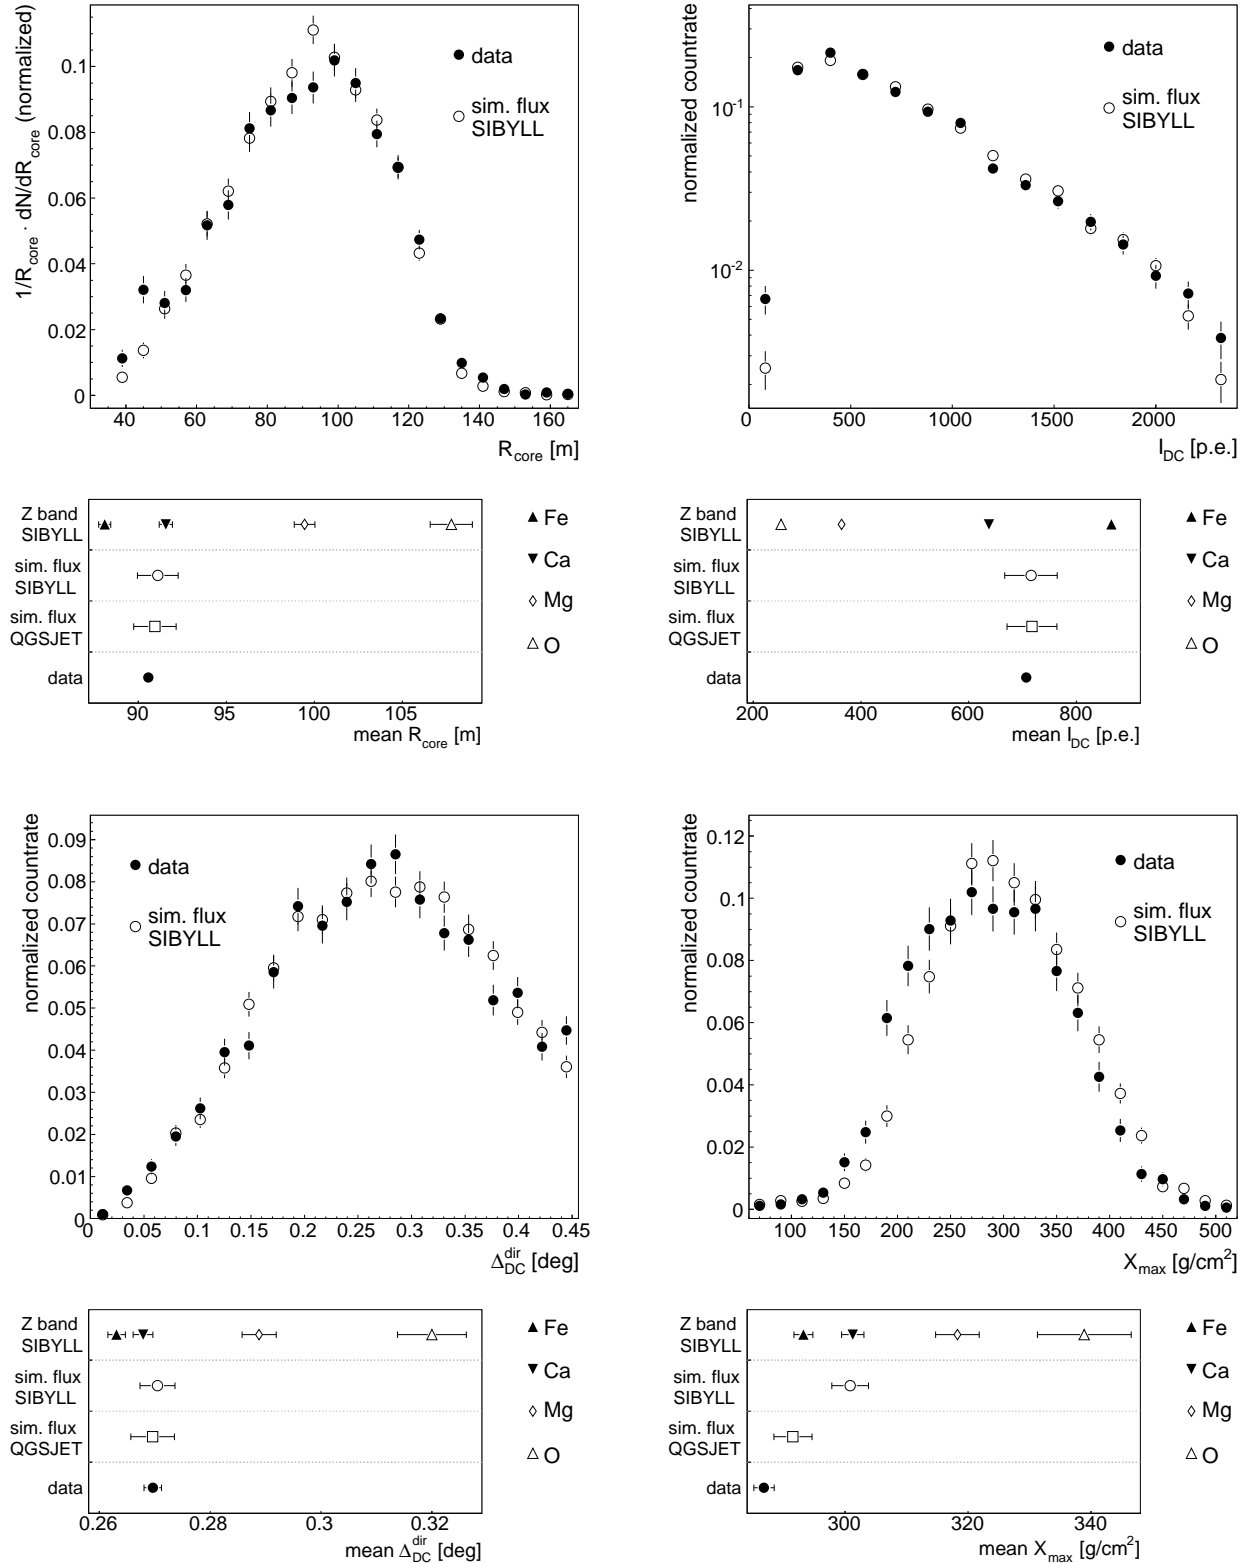 1/R_core · dN/dR_core (normalized)
0.1
0.08
0.06
0.04
0.02
0
data
sim. flux
SIBYLL
40 60 80 100 120 140 160
R_core [m]
normalized countrate
10^-1
10^-2
data
sim. flux
SIBYLL
0 500 1000 1500 2000
I_DC [p.e.]
Z band
SIBYLL
sim. flux
SIBYLL
sim. flux
QGSJET
data
90 95 100 105
mean R_core [m]
Fe
Ca
Mg
O
Z band
SIBYLL
sim. flux
SIBYLL
sim. flux
QGSJET
data
200 400 600 800
mean I_DC [p.e.]
Fe
Ca
Mg
O
normalized countrate
0.09
0.08
0.07
0.06
0.05
0.04
0.03
0.02
0.01
0
data
sim. flux
SIBYLL
0 0.05 0.1 0.15 0.2 0.25 0.3 0.35 0.4 0.45
Δ_DC^dir [deg]
normalized countrate
0.12
0.1
0.08
0.06
0.04
0.02
0
data
sim. flux
SIBYLL
100 150 200 250 300 350 400 450 500
X_max [g/cm²]
Z band
SIBYLL
sim. flux
SIBYLL
sim. flux
QGSJET
data
0.26 0.28 0.3 0.32
mean Δ_DC^dir [deg]
Fe
Ca
Mg
O
Z band
SIBYLL
sim. flux
SIBYLL
sim. flux
QGSJET
data
300 320 340
mean X_max [g/cm²]
Fe
Ca
Mg
O